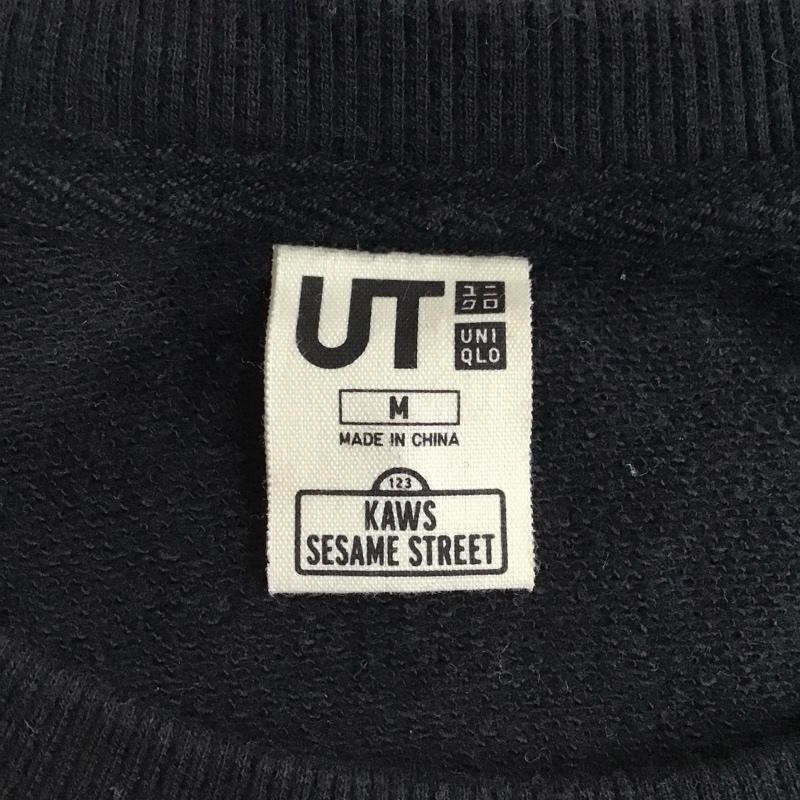 UT
ユニ
クロ
UNI
QLO
M
MADE IN CHINA
123
KAWS
SESAME STREET